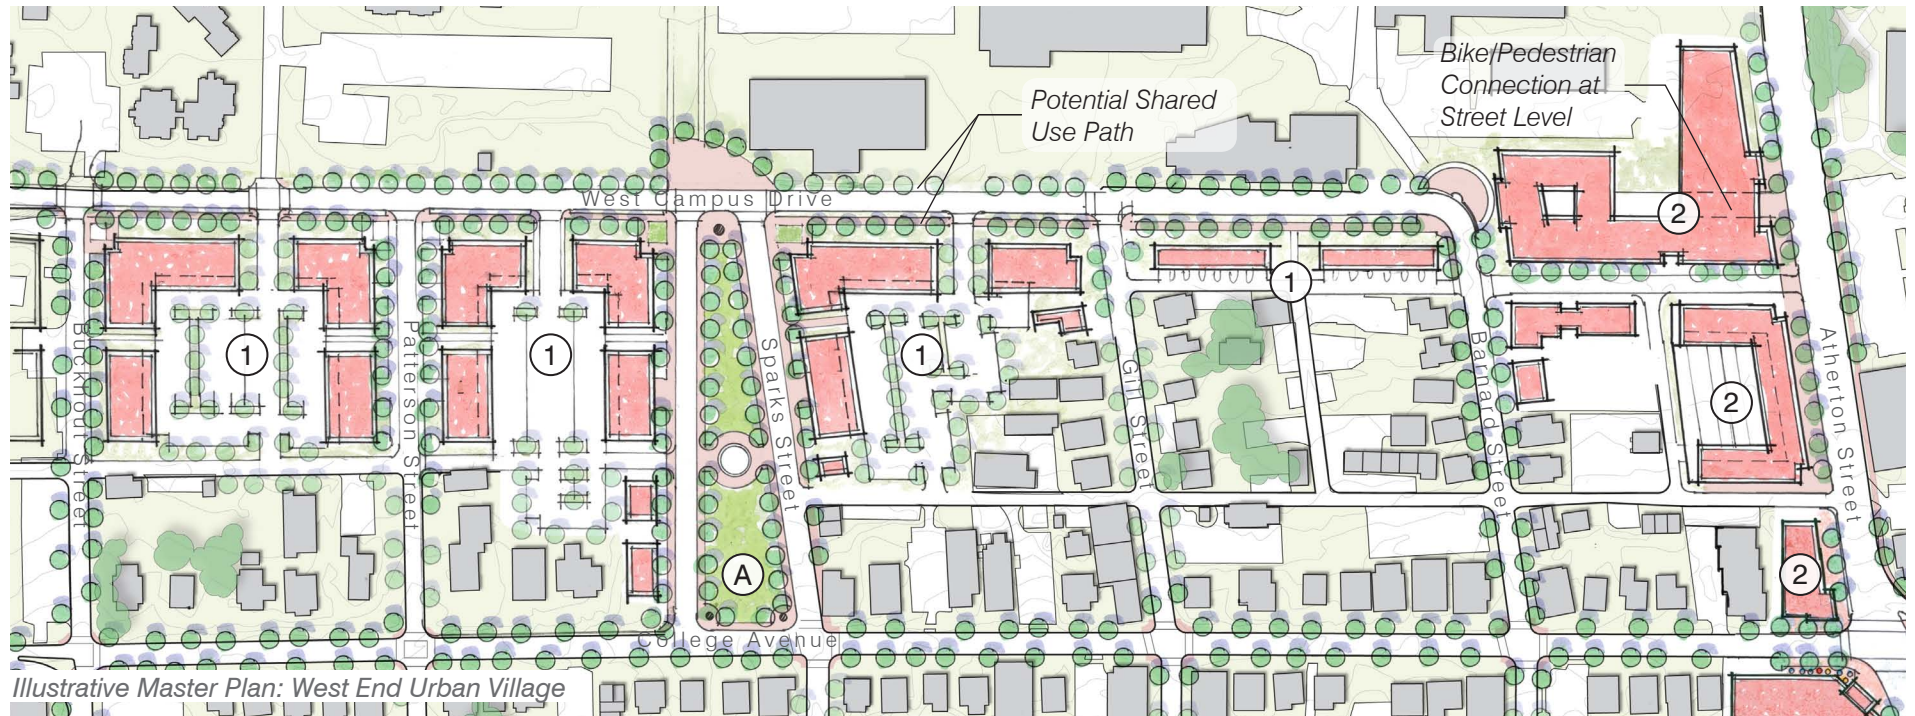 Bike/Pedestrian
Connection at
Street Level
Potential Shared
Use Path
West Campus Drive
2
1
1
1
1
2
2
A
Buckhout Street
Patterson Street
Sparks Street
Gill Street
Barnard Street
Atherton Street
College Avenue
Illustrative Master Plan: West End Urban Village